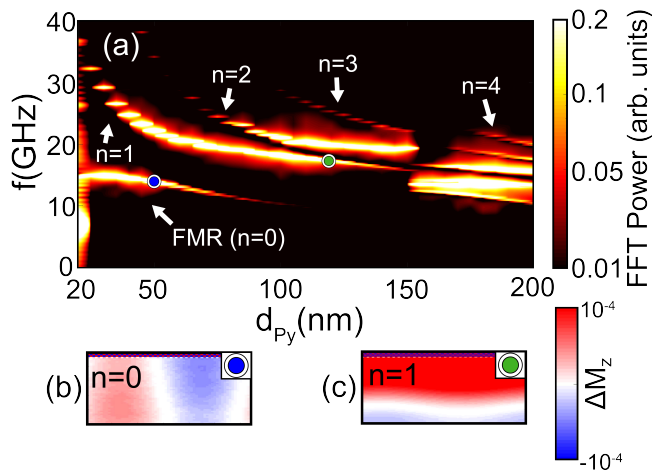 (a)
40
30
20
10
0
f(GHz)
n=1
n=2
n=3
n=4
FMR (n=0)
20
50
100
150
200
d_Py(nm)
0.2
0.1
0.05
0.01
FFT Power (arb. units)
(b)
n=0
(c)
n=1
10⁻⁴
ΔM_z
-10⁻⁴